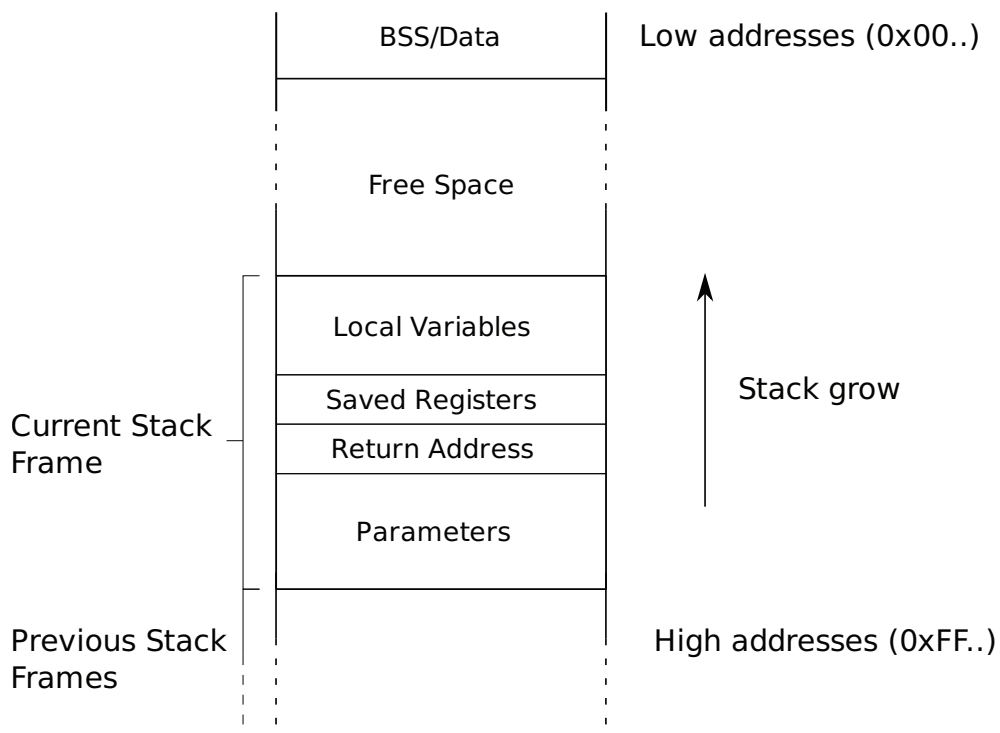 BSS/Data
Low addresses (0x00..)
Free Space
Local Variables
Stack grow
Saved Registers
Current Stack
Frame
Return Address
Parameters
Previous Stack
Frames
High addresses (0xFF..)